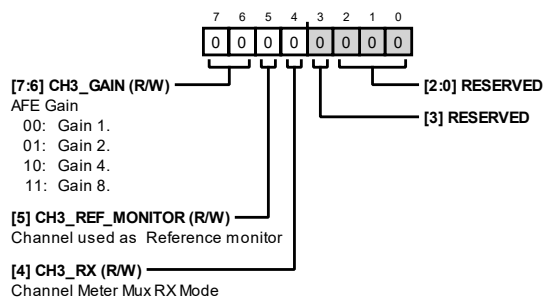 7 6 5 4 3 2 1 0
0 0 0 0 0 0 0 0
[7:6] CH3_GAIN (R/W)
AFE Gain
00: Gain 1.
01: Gain 2.
10: Gain 4.
11: Gain 8.
[5] CH3_REF_MONITOR (R/W)
Channel used as Reference monitor
[4] CH3_RX (R/W)
Channel Meter Mux RX Mode
[2:0] RESERVED
[3] RESERVED